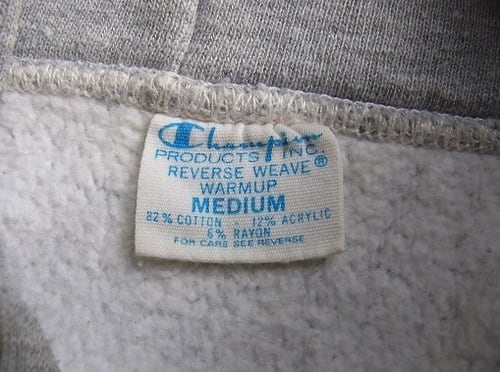 Champion
PRODUCTS INC.
REVERSE WEAVE®
WARMUP
MEDIUM
82% COTTON - 12% ACRYLIC
6% RAYON
FOR CARE SEE REVERSE